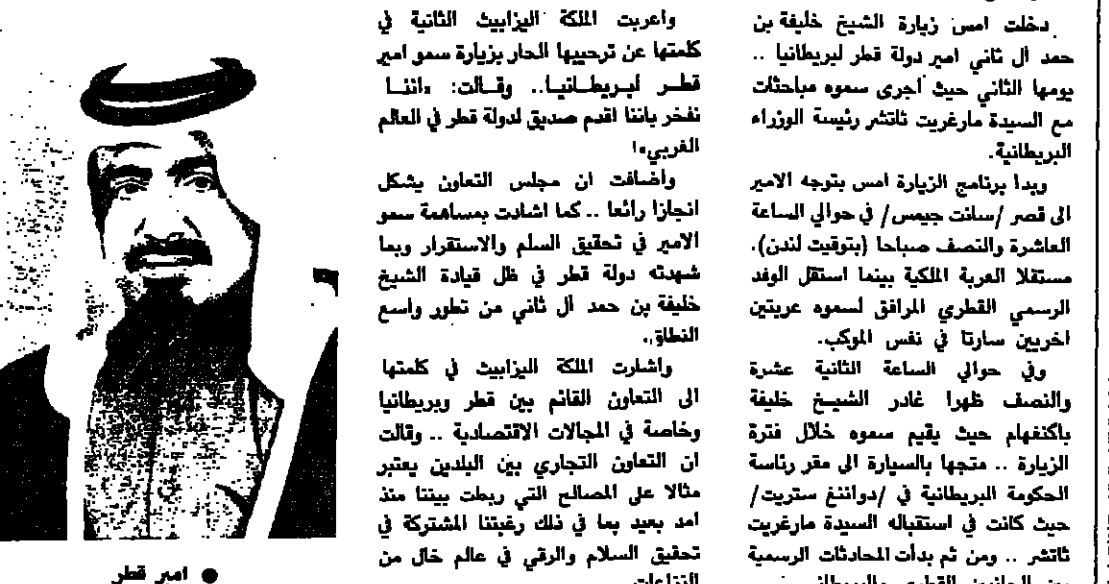 دخلت امس زيارة الشيخ خليفة بن
حمد آل ثاني امير دولة قطر لبريطانيا ..
يومها الثاني حيث أجرى سموه مباحثات
مع السيدة مارغريت ثاتشر رئيسة الوزراء
البريطانية.
وبدا برنامج الزيارة امس بتوجه الامير
الى قصر /سانت جيمس/ في حوالي الساعة
العاشرة والنصف صباحا (بتوقيت لندن).
مستقلا العربة الملكية بينما استقل الوفد
الرسمي القطري المرافق لسموه عربتين
اخريين سارتا في نفس الموكب.
وفي حوالي الساعة الثانية عشرة
والنصف ظهرا غادر الشيخ خليفة
باكنفهام حيث يقيم سموه خلال فترة
الزيارة .. متجها بالسيارة الى مقر رئاسة
الحكومة البريطانية في /دواننغ ستريت/
حيث كانت في استقباله السيدة مارغريت
ثاتشر .. ومن ثم بدأت المحادثات الرسمية
بين الجانبين القطري والبريطاني
واعربت الملكة اليزابيث الثانية في
كلمتها عن ترحيبها الحار بزيارة سمو امير
قطر لبريطانيا.. وقالت: «اننا
نفخر باننا اقدم صديق لدولة قطر في العالم
الغربي»!
واضافت ان مجلس التعاون يشكل
انجازا رائعا .. كما اشادت بمساهمة سمو
الامير في تحقيق السلم والاستقرار وبما
شهدته دولة قطر في ظل قيادة الشيخ
خليفة بن حمد آل ثاني من تطور واسع
النطاق.
واشارت الملكة اليزابيث في كلمتها
الى التعاون القائم بين قطر وبريطانيا
وخاصة في المجالات الاقتصادية .. وقالت
ان التعاون التجاري بين البلدين يعتبر
مثالا على المصالح التي ربطت بيننا منذ
امد بعيد بما في ذلك رغبتنا المشتركة في
تحقيق السلام والرقي في عالم خال من
النزاعات
● امير قطر